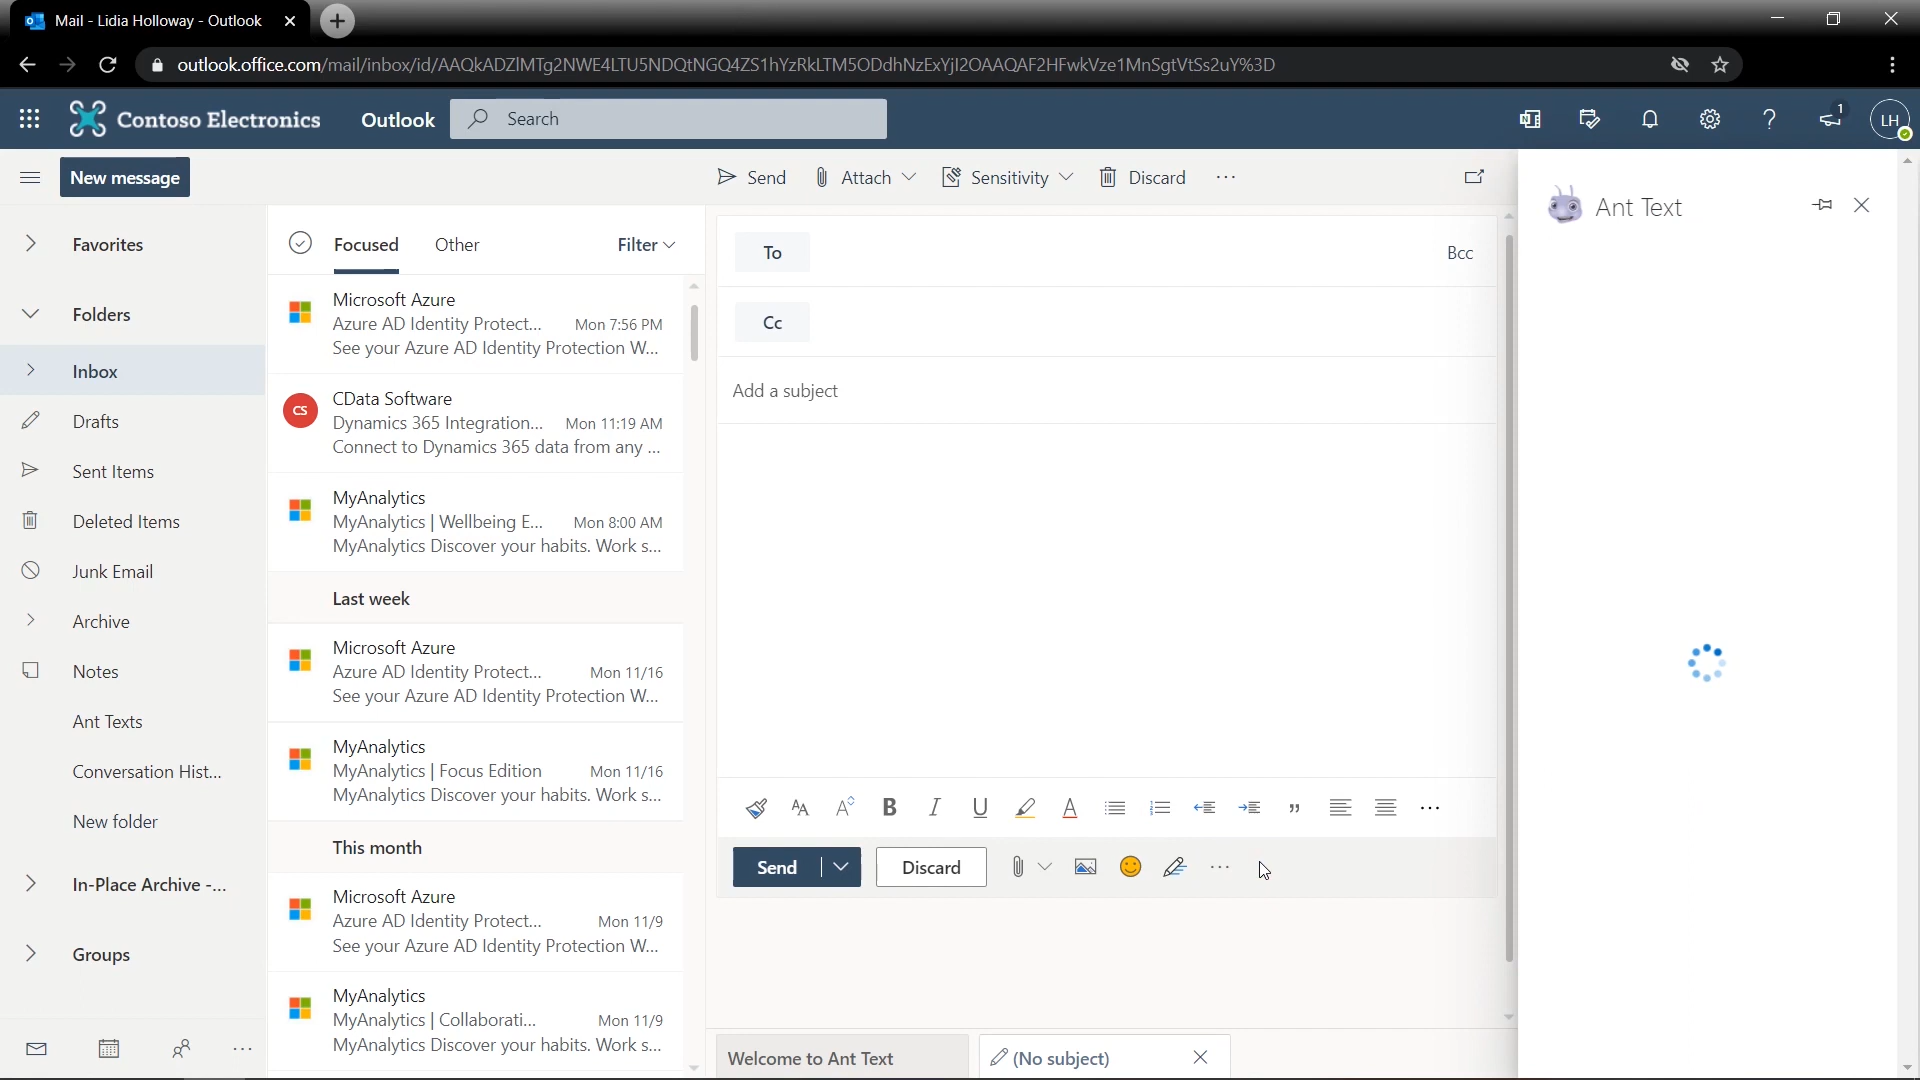 Mail - Lidia Holloway - Outlook
outlook.office.com/mail/inbox/id/AAQkADZlMTg2NWE4LTU5NDQtNGQ4ZS1hYzRkLTM5ODdhNzExYjI2OAAQAF2HFwkVze1MnSgtVtSs2uY%3D
Contoso Electronics
Outlook
Search
1
LH
New message
Send
Attach
Sensitivity
Discard
Ant Text
Favorites
Folders
Inbox
Drafts
Sent Items
Deleted Items
Junk Email
Archive
Notes
Ant Texts
Conversation Hist...
New folder
In-Place Archive -...
Groups
Focused
Other
Filter
Microsoft Azure
Azure AD Identity Protect... Mon 7:56 PM
See your Azure AD Identity Protection W...
CS
CData Software
Dynamics 365 Integration... Mon 11:19 AM
Connect to Dynamics 365 data from any ...
MyAnalytics
MyAnalytics | Wellbeing E... Mon 8:00 AM
MyAnalytics Discover your habits. Work s...
Last week
Microsoft Azure
Azure AD Identity Protect... Mon 11/16
See your Azure AD Identity Protection W...
MyAnalytics
MyAnalytics | Focus Edition Mon 11/16
MyAnalytics Discover your habits. Work s...
This month
Microsoft Azure
Azure AD Identity Protect... Mon 11/9
See your Azure AD Identity Protection W...
MyAnalytics
MyAnalytics | Collaborati... Mon 11/9
MyAnalytics Discover your habits. Work s...
To
Bcc
Cc
Add a subject
Send
Discard
Welcome to Ant Text
(No subject)